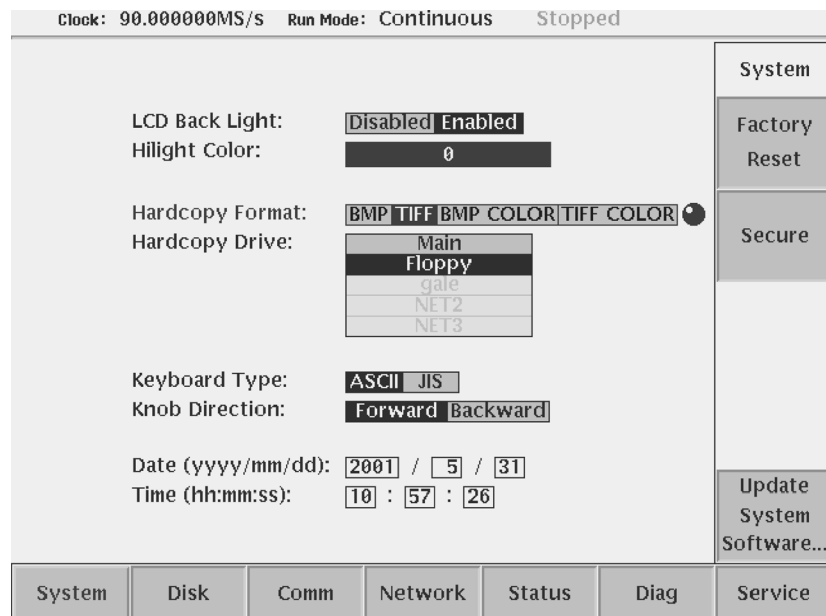 Clock: 90.000000MS/s Run Mode: Continuous Stopped
System
LCD Back Light: Disabled Enabled
Hilight Color: 0
Factory
Reset
Hardcopy Format: BMP TIFF BMP COLOR TIFF COLOR
Hardcopy Drive: Main
Floppy
gale
NET2
NET3
Secure
Keyboard Type: ASCII JIS
Knob Direction: Forward Backward
Date (yyyy/mm/dd): 2001 / 5 / 31
Time (hh:mm:ss): 10 : 57 : 26
Update
System
Software...
System Disk Comm Network Status Diag Service